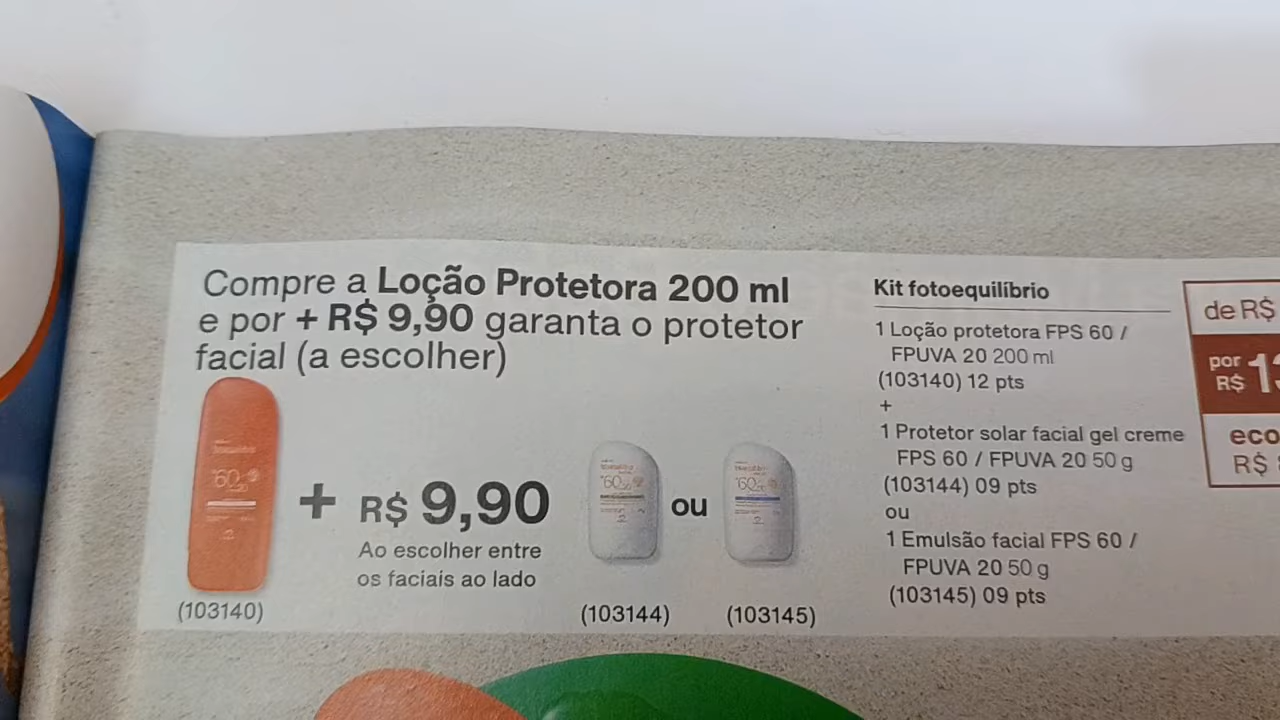 Compre a Loção Protetora 200 ml
e por + R$ 9,90 garanta o protetor
facial (a escolher)
+ R$ 9,90
Ao escolher entre
os faciais ao lado
ou
(103140)
(103144)
(103145)
60
60
60
Kit fotoequilíbrio
1 Loção protetora FPS 60 /
FPUVA 20 200 ml
(103140) 12 pts
+
1 Protetor solar facial gel creme
FPS 60 / FPUVA 20 50 g
(103144) 09 pts
ou
1 Emulsão facial FPS 60 /
FPUVA 20 50 g
(103145) 09 pts
de R$
por
R$
eco
R$